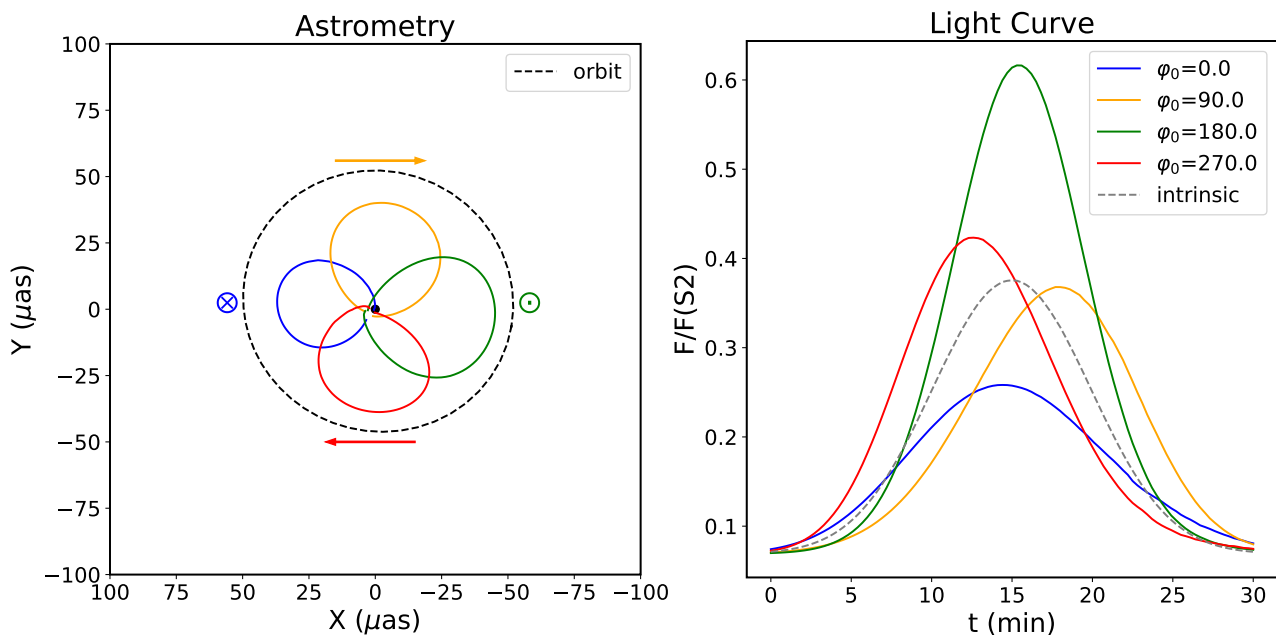 Astrometry
100
75
50
25
0
−25
−50
−75
−100
100
75
50
25
0
−25
−50
−75
−100
Y (μas)
X (μas)
orbit
Light Curve
0.6
0.5
0.4
0.3
0.2
0.1
0
5
10
15
20
25
30
F/F(S2)
t (min)
φ₀=0.0
φ₀=90.0
φ₀=180.0
φ₀=270.0
intrinsic